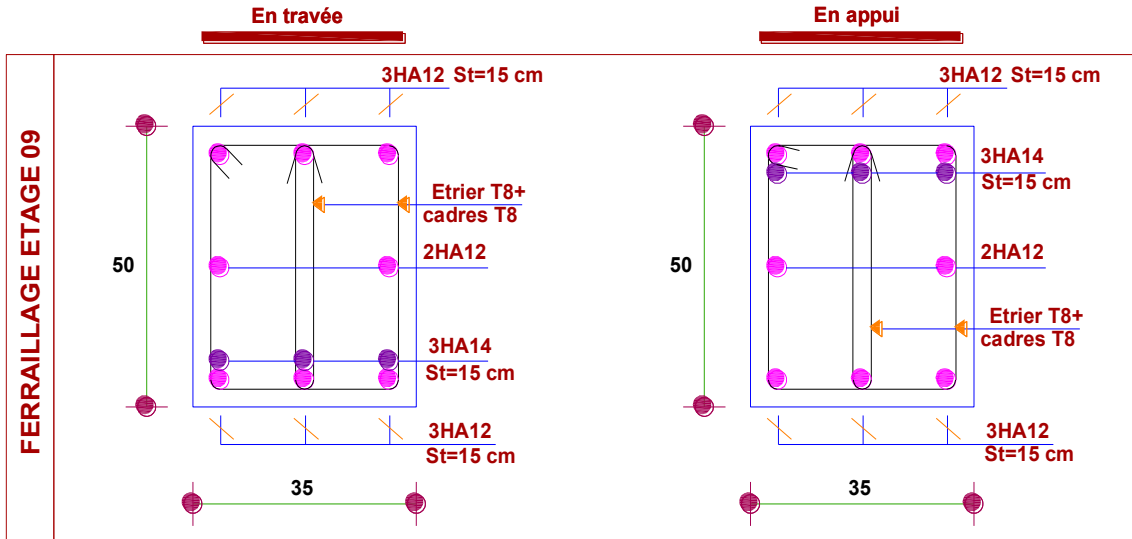 En travée
En appui
FERRAILLAGE ETAGE 09
3HA12 St=15 cm
Etrier T8+
cadres T8
2HA12
50
3HA14
St=15 cm
3HA12
St=15 cm
35
3HA12 St=15 cm
3HA14
St=15 cm
50
2HA12
Etrier T8+
cadres T8
3HA12
St=15 cm
35